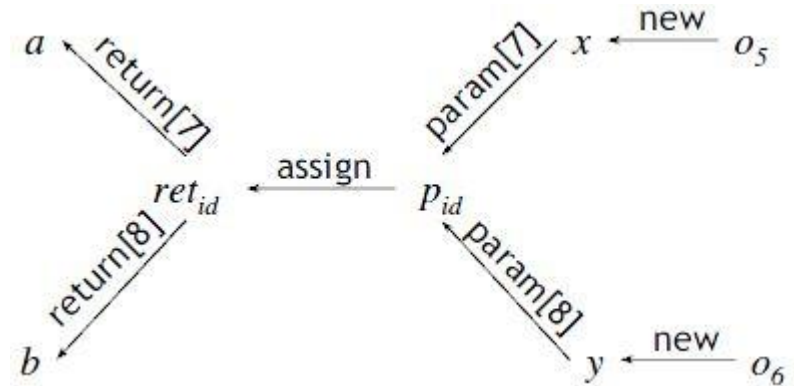 a return[7] param[7] x new o5
ret_id assign p_id
return[8] param[8]
b y new o6